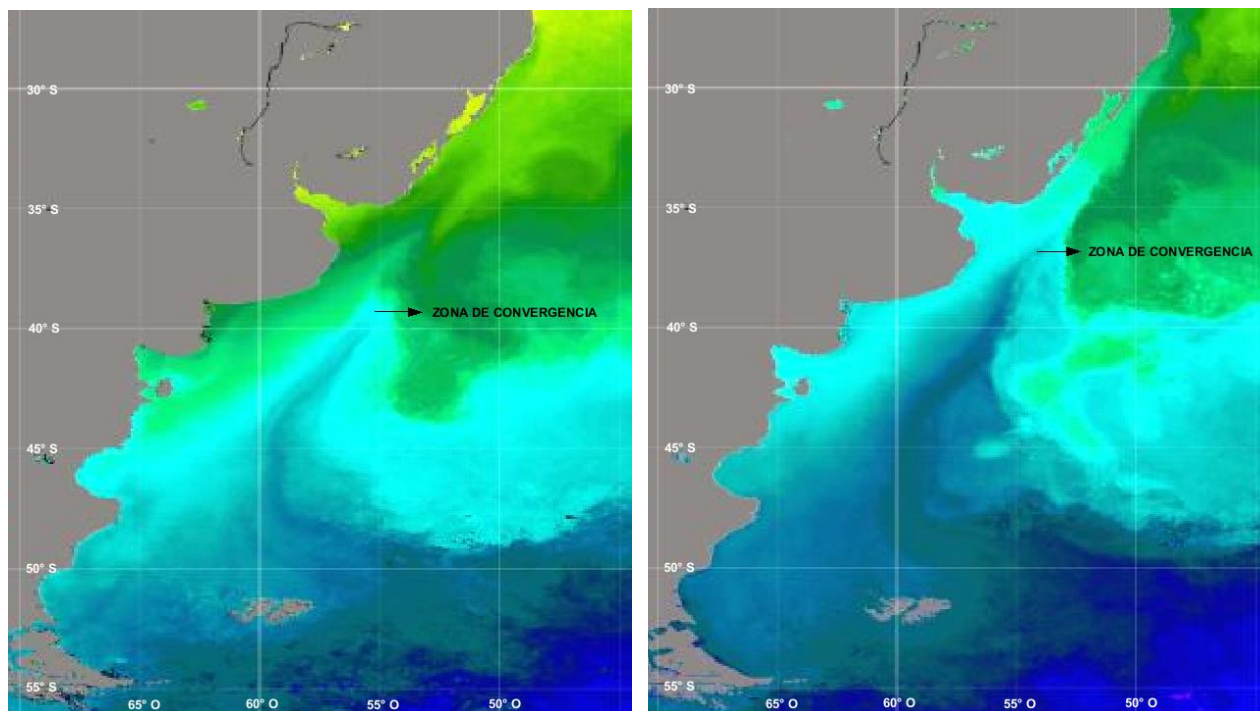 30° S
35° S
ZONA DE CONVERGENCIA
40° S
45° S
50° S
55° S
65° O 60° O 55° O 50° O
30° S
35° S
ZONA DE CONVERGENCIA
40° S
45° S
50° S
55° S
65° O 60° O 55° O 50° O